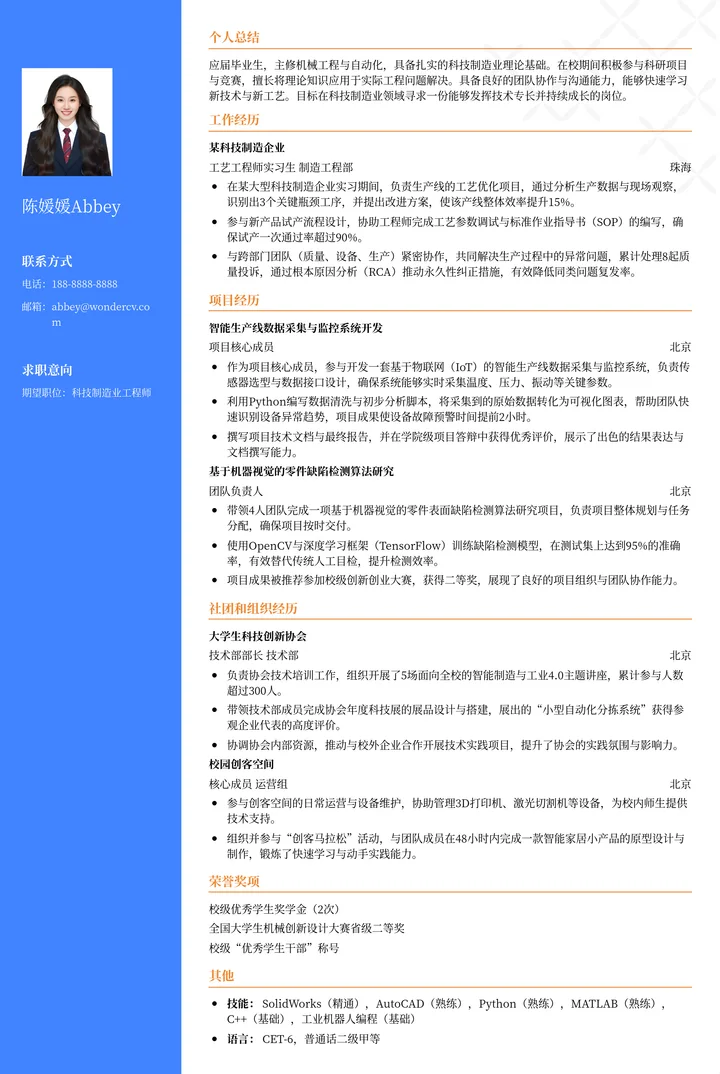 陈媛媛Abbey
联系方式
电话：188-8888-8888
邮箱：abbey@wondercv.co
m
求职意向
期望职位：科技制造业工程师
个人总结
应届毕业生，主修机械工程与自动化，具备扎实的科技制造业理论基础。在校期间积极参与科研项目
与竞赛，擅长将理论知识应用于实际工程问题解决。具备良好的团队协作与沟通能力，能够快速学习
新技术与新工艺。目标在科技制造业领域寻求一份能够发挥技术专长并持续成长的岗位。
工作经历
某科技制造企业
工艺工程师实习生 制造工程部 珠海
• 在某大型科技制造企业实习期间，负责生产线的工艺优化项目，通过分析生产数据与现场观察，
识别出3个关键瓶颈工序，并提出改进方案，使该产线整体效率提升15%。
• 参与新产品试产流程设计，协助工程师完成工艺参数调试与标准作业指导书（SOP）的编写，确
保试产一次通过率超过90%。
• 与跨部门团队（质量、设备、生产）紧密协作，共同解决生产过程中的异常问题，累计处理8起质
量投诉，通过根本原因分析（RCA）推动永久性纠正措施，有效降低同类问题复发率。
项目经历
智能生产线数据采集与监控系统开发
项目核心成员 北京
• 作为项目核心成员，参与开发一套基于物联网（IoT）的智能生产线数据采集与监控系统，负责传
感器选型与数据接口设计，确保系统能够实时采集温度、压力、振动等关键参数。
• 利用Python编写数据清洗与初步分析脚本，将采集到的原始数据转化为可视化图表，帮助团队快
速识别设备异常趋势，项目成果使设备故障预警时间提前2小时。
• 撰写项目技术文档与最终报告，并在学院级项目答辩中获得优秀评价，展示了出色的结果表达与
文档撰写能力。
基于机器视觉的零件缺陷检测算法研究
团队负责人 北京
• 带领4人团队完成一项基于机器视觉的零件表面缺陷检测算法研究项目，负责项目整体规划与任务
分配，确保项目按时交付。
• 使用OpenCV与深度学习框架（TensorFlow）训练缺陷检测模型，在测试集上达到95%的准确
率，有效替代传统人工目检，提升检测效率。
• 项目成果被推荐参加校级创新创业大赛，获得二等奖，展现了良好的项目组织与团队协作能力。
社团和组织经历
大学生科技创新协会
技术部部长 技术部 北京
• 负责协会技术培训工作，组织开展了5场面向全校的智能制造与工业4.0主题讲座，累计参与人数
超过300人。
• 带领技术部成员完成协会年度科技展的展品设计与搭建，展出的“小型自动化分拣系统”获得参
观企业代表的高度评价。
• 协调协会内部资源，推动与校外企业合作开展技术实践项目，提升了协会的实践氛围与影响力。
校园创客空间
核心成员 运营组 北京
• 参与创客空间的日常运营与设备维护，协助管理3D打印机、激光切割机等设备，为校内师生提供
技术支持。
• 组织并参与“创客马拉松”活动，与团队成员在48小时内完成一款智能家居小产品的原型设计与
制作，锻炼了快速学习与动手实践能力。
荣誉奖项
校级优秀学生奖学金（2次）
全国大学生机械创新设计大赛省级二等奖
校级“优秀学生干部”称号
其他
• 技能： SolidWorks（精通）, AutoCAD（熟练）, Python（熟练）, MATLAB（熟练）,
C++（基础）, 工业机器人编程（基础）
• 语言： CET-6，普通话二级甲等